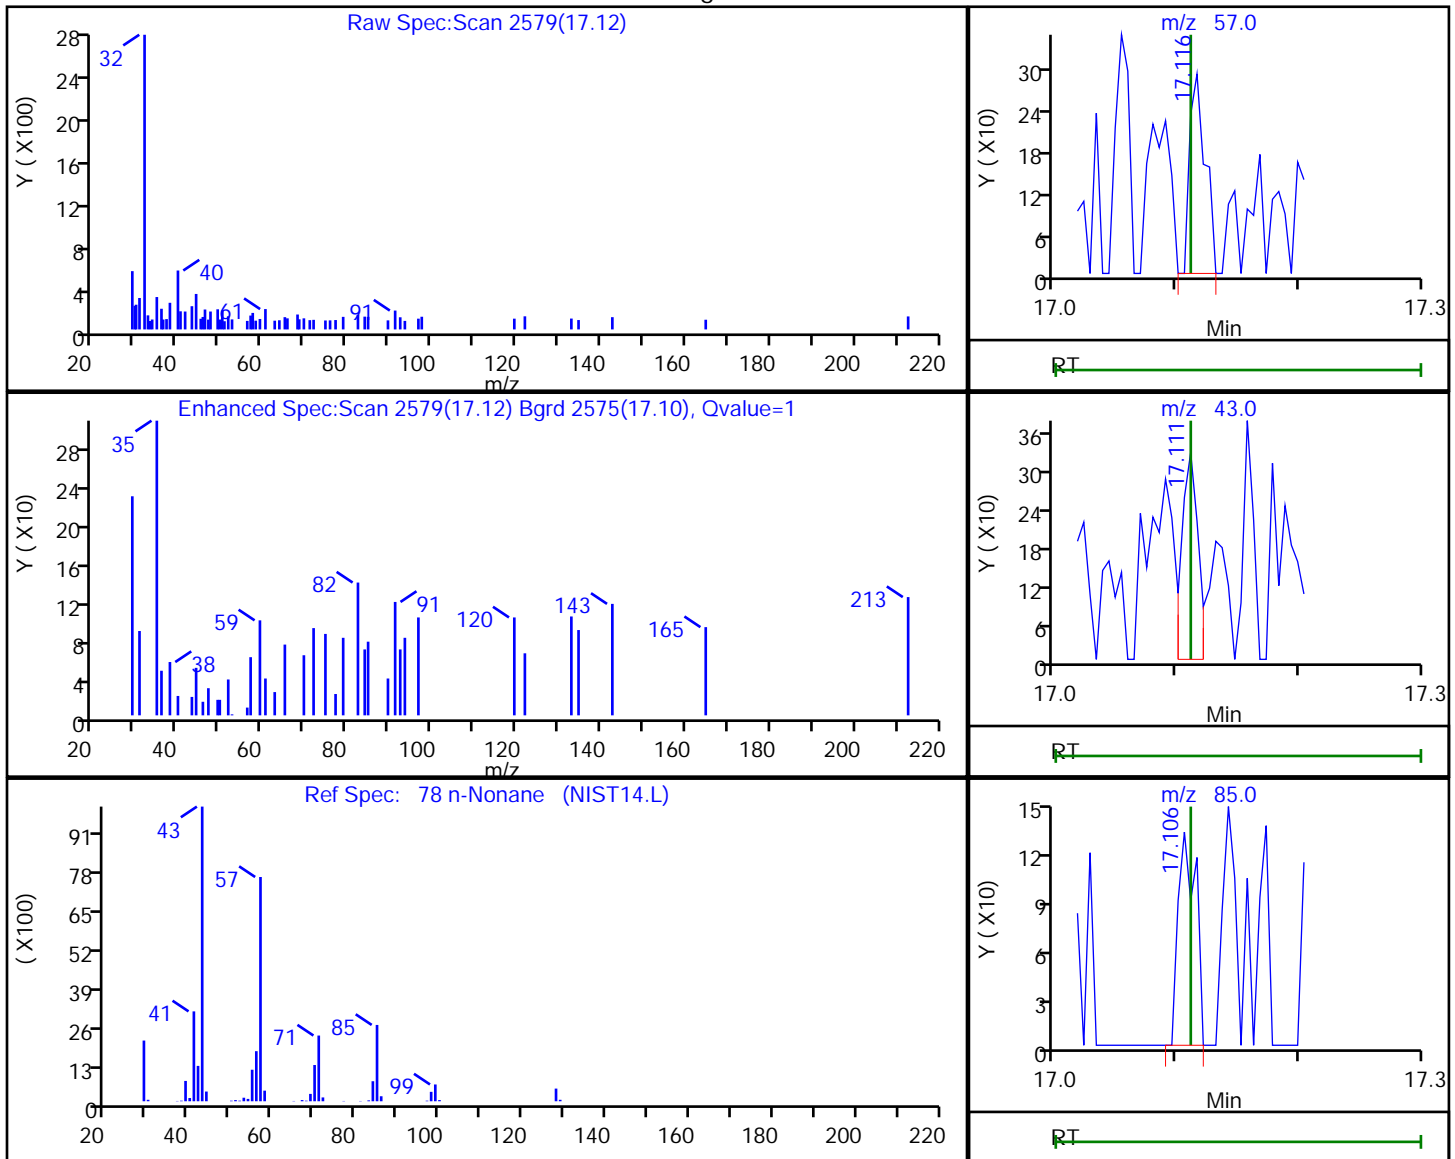 Raw Spec:Scan 2579(17.12)
Y ( X100)
28
24
20
16
12
8
4
0
32
40
61
91
20 40 60 80 100 120 140 160 180 200 220
m/z
m/z 57.0
Y ( X10)
30
24
18
12
6
0
17.116
17.0 17.3
Min
RT
Enhanced Spec:Scan 2579(17.12) Bgrd 2575(17.10), Qvalue=1
Y ( X10)
28
24
20
16
12
8
4
0
35
38
59
82
91
120
143
165
213
20 40 60 80 100 120 140 160 180 200 220
m/z
m/z 43.0
Y ( X10)
36
30
24
18
12
6
0
17.111
17.0 17.3
Min
RT
Ref Spec: 78 n-Nonane (NIST14.L)
( X100)
91
78
65
52
39
26
13
0
41
43
57
71
85
99
20 40 60 80 100 120 140 160 180 200 220
m/z 85.0
Y ( X10)
15
12
9
6
3
0
17.106
17.0 17.3
Min
RT